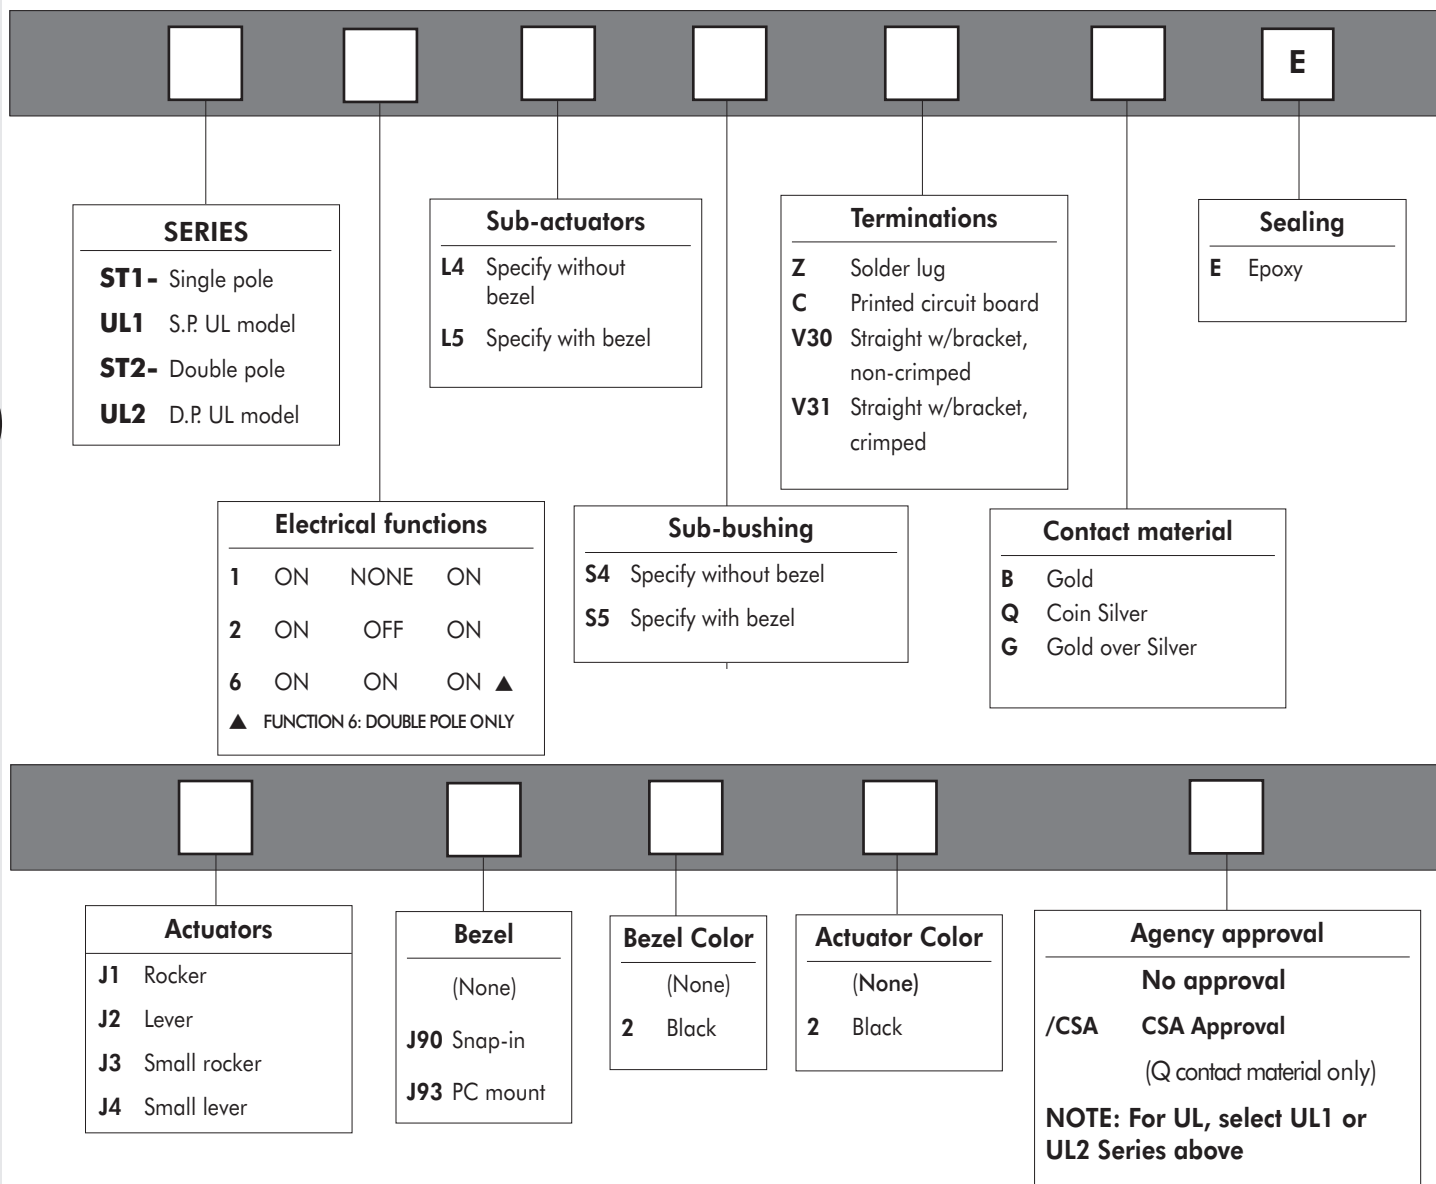 E
SERIES
ST1- Single pole
UL1 S.P. UL model
ST2- Double pole
UL2 D.P. UL model
Sub-actuators
L4 Specify without
bezel
L5 Specify with bezel
Terminations
Z Solder lug
C Printed circuit board
V30 Straight w/bracket,
non-crimped
V31 Straight w/bracket,
crimped
Sealing
E Epoxy
Electrical functions
1 ON NONE ON
2 ON OFF ON
6 ON ON ON ▲
▲ FUNCTION 6: DOUBLE POLE ONLY
Sub-bushing
S4 Specify without bezel
S5 Specify with bezel
Contact material
B Gold
Q Coin Silver
G Gold over Silver
Actuators
J1 Rocker
J2 Lever
J3 Small rocker
J4 Small lever
Bezel
(None)
J90 Snap-in
J93 PC mount
Bezel Color
(None)
2 Black
Actuator Color
(None)
2 Black
Agency approval
No approval
/CSA CSA Approval
(Q contact material only)
NOTE: For UL, select UL1 or
UL2 Series above